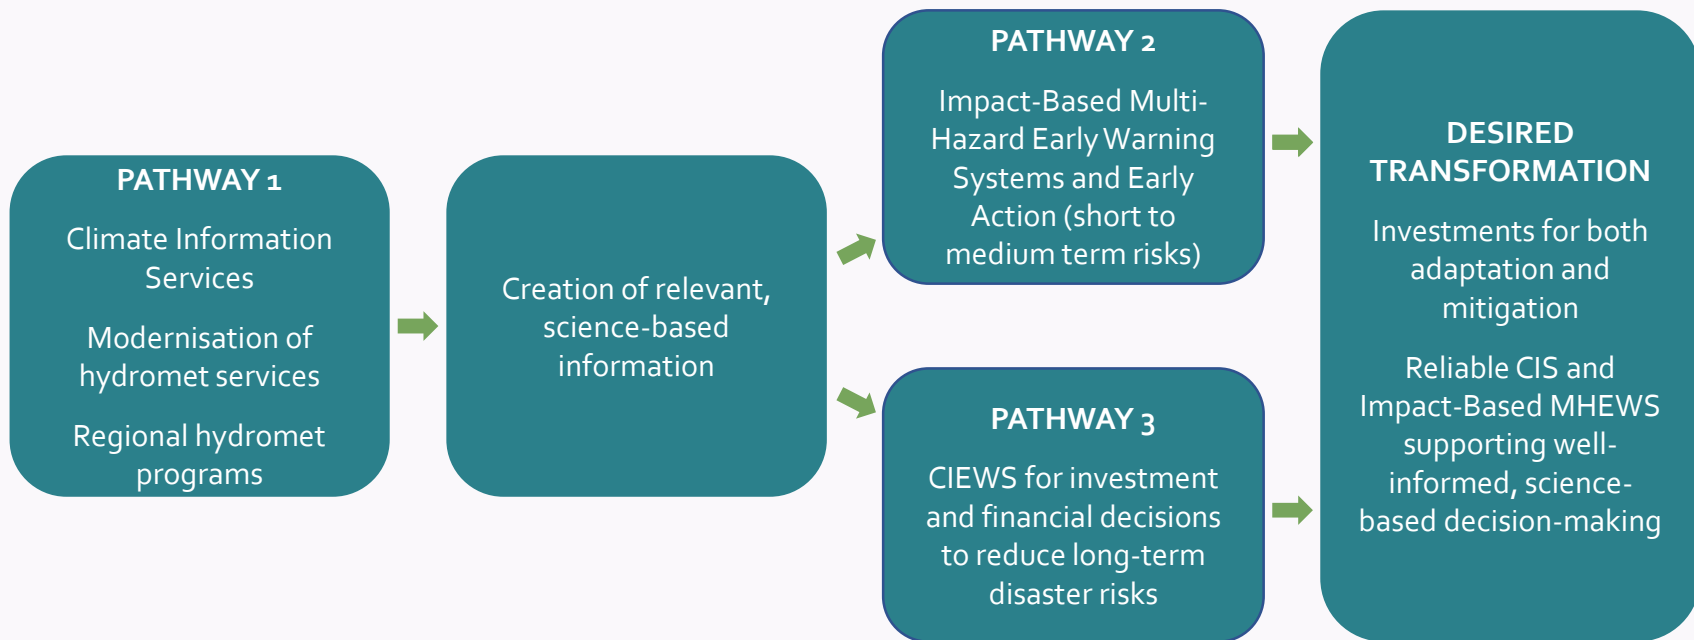 PATHWAY 1
Climate Information
Services
Modernisation of
hydromet services
Regional hydromet
programs
Creation of relevant,
science-based
information
PATHWAY 2
Impact-Based Multi-
Hazard Early Warning
Systems and Early
Action (short to
medium term risks)
PATHWAY 3
CIEWS for investment
and financial decisions
to reduce long-term
disaster risks
DESIRED
TRANSFORMATION
Investments for both
adaptation and
mitigation
Reliable CIS and
Impact-Based MHEWS
supporting well-
informed, science-
based decision-making